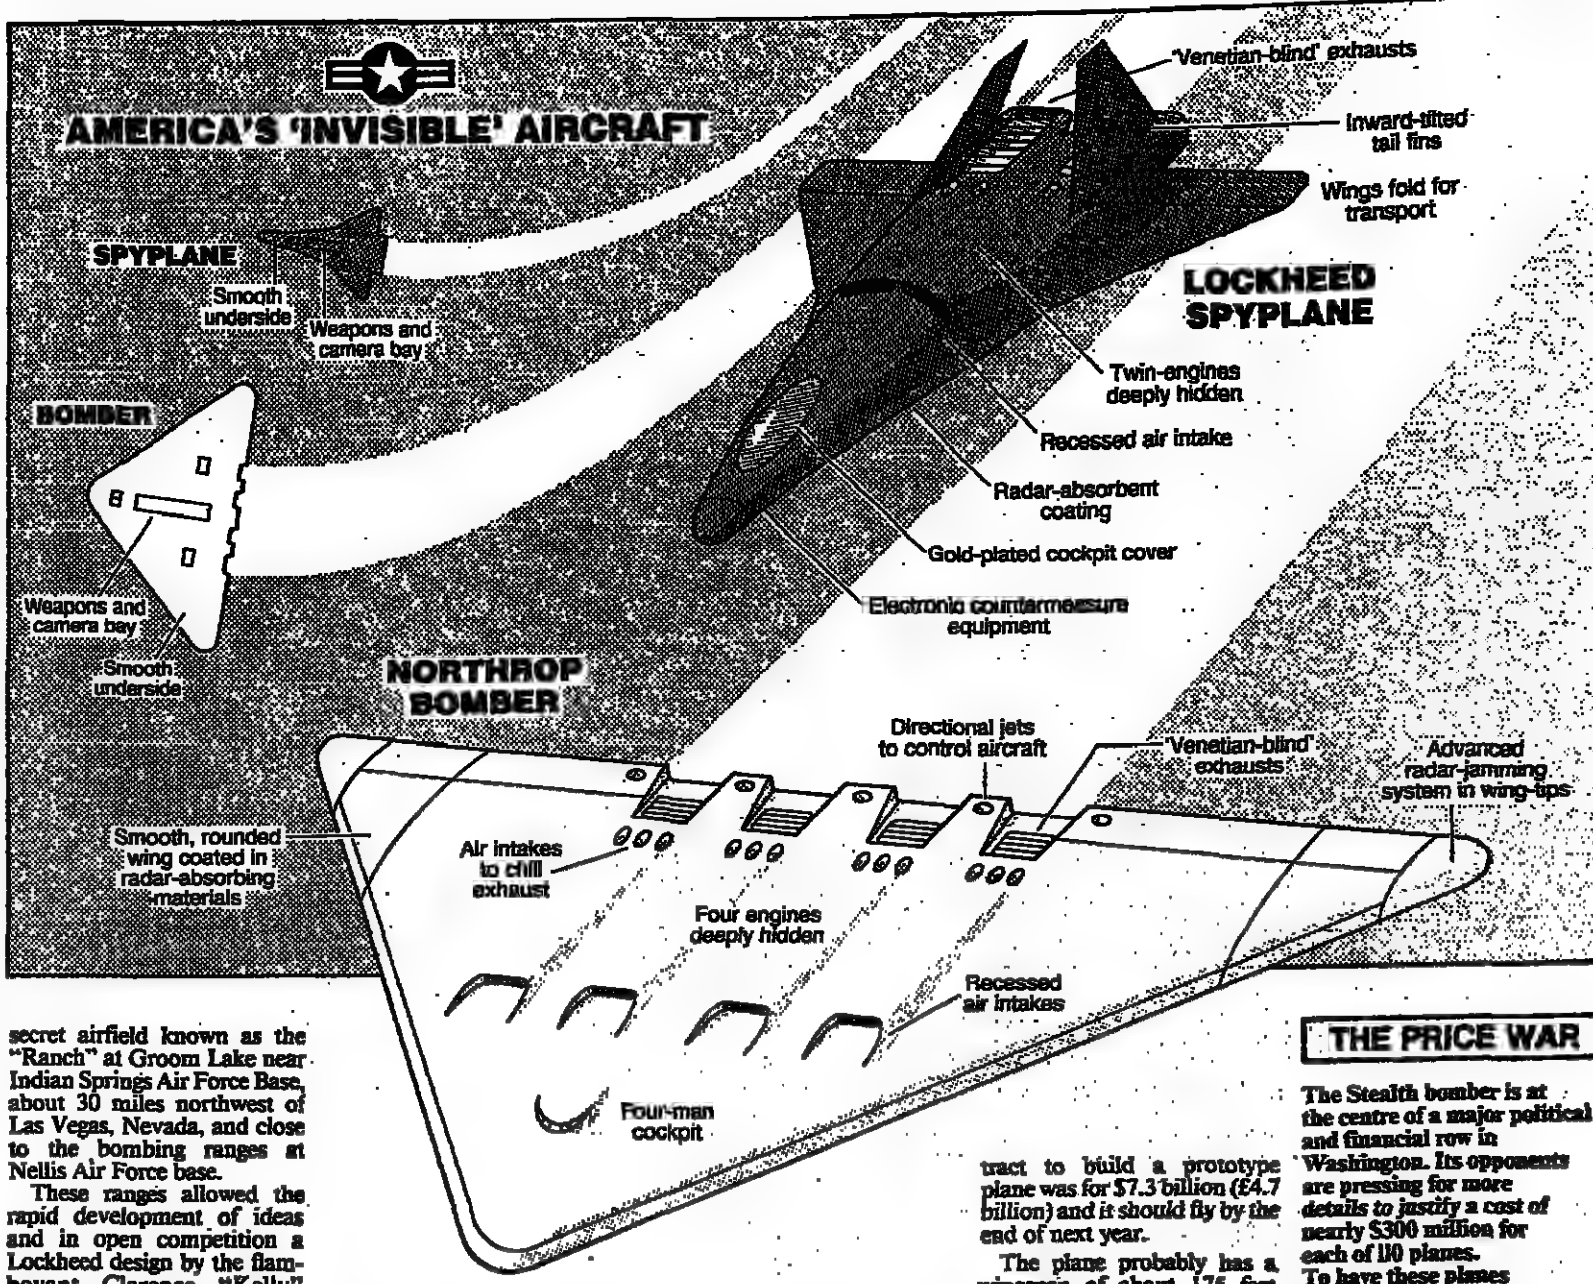 AMERICA'S 'INVISIBLE' AIRCRAFT
SPYPLANE
Smooth
underside
Weapons and
camera bay
BOMBER
Weapons and
camera bay
Smooth
underside
'Venetian-blind' exhausts
Inward-tilted
tail fins
Wings fold for
transport
LOCKHEED
SPYPLANE
Twin-engines
deeply hidden
Recessed air intake
Radar-absorbent
coating
Gold-plated cockpit cover
Electronic countermeasure
equipment
NORTHROP
BOMBER
Directional jets
to control aircraft
'Venetian-blind'
exhausts
Advanced
radar-jamming
system in wing-tips
Smooth, rounded
wing coated in
radar-absorbing
materials
Air intakes
to chill
exhaust
Four engines
deeply hidden
Recessed
air intakes
Four-man
cockpit
secret airfield known as the
"Ranch" at Groom Lake near
Indian Springs Air Force Base,
about 30 miles northwest of
Las Vegas, Nevada, and close
to the bombing ranges at
Nellis Air Force base.
These ranges allowed the
rapid development of ideas
and in open competition a
Lockheed design by the flam-
boyant Clarence "Kelly"
tract to build a prototype
plane was for $7.3 billion (£4.7
billion) and it should fly by the
end of next year.
The plane probably has a
of about 175
THE PRICE WAR
The Stealth bomber is at
the centre of a major political
and financial row in
Washington. Its opponents
are pressing for more
details to justify a cost of
nearly $300 million for
each of 110 planes.
To have these planes